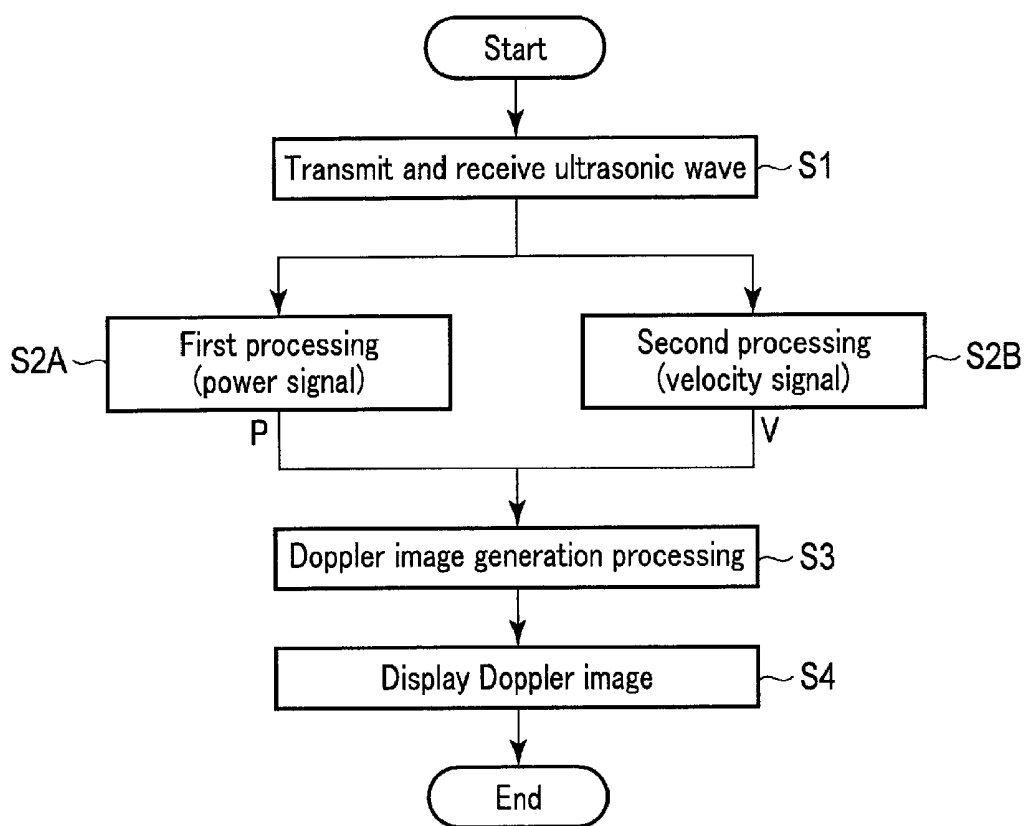 Start
Transmit and receive ultrasonic wave
S1
S2A
First processing
(power signal)
Second processing
(velocity signal)
S2B
P
V
Doppler image generation processing
S3
Display Doppler image
S4
End